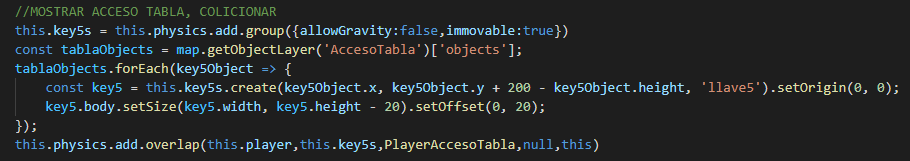 //MOSTRAR ACCESO TABLA, COLICIONAR
this.key5s = this.physics.add.group({allowGravity:false,immovable:true})
const tablaObjects = map.getObjectLayer('AccesoTabla')['objects'];
tablaObjects.forEach(key5Object => {
    const key5 = this.key5s.create(key5Object.x, key5Object.y + 200 - key5Object.height, 'llave5').setOrigin(0, 0);
    key5.body.setSize(key5.width, key5.height - 20).setOffset(0, 20);
});
this.physics.add.overlap(this.player,this.key5s,PlayerAccesoTabla,null,this)